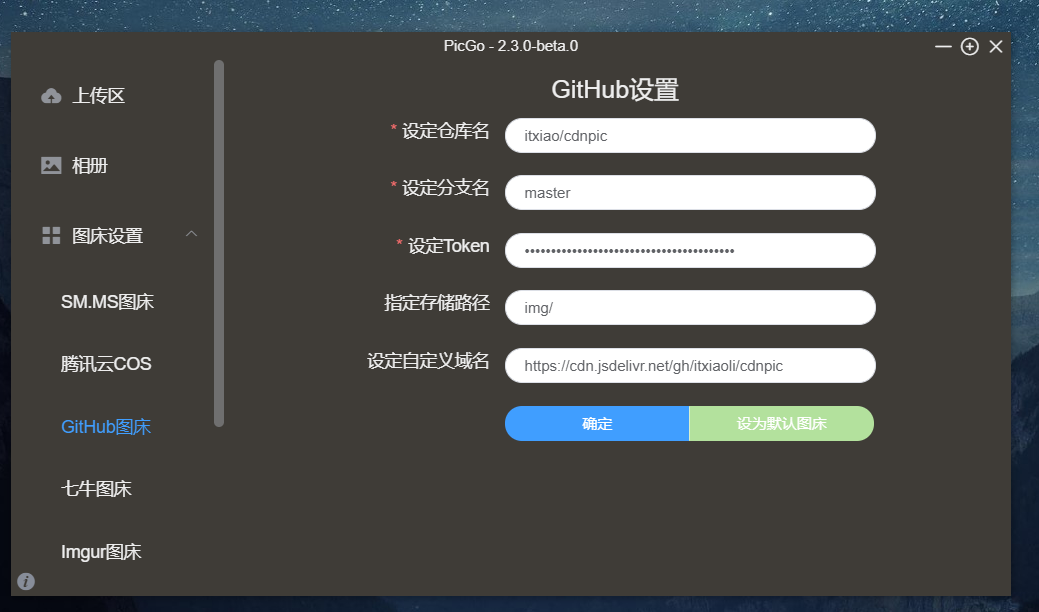 PicGo - 2.3.0-beta.0
上传区
相册
图床设置
SM.MS图床
腾讯云COS
GitHub图床
七牛图床
Imgur图床
GitHub设置
* 设定仓库名
itxiao/cdnpic
* 设定分支名
master
* 设定Token
••••••••••••••••••••••••••••••••••••••••
指定存储路径
img/
设定自定义域名
https://cdn.jsdelivr.net/gh/itxiaoli/cdnpic
确定
设为默认图床